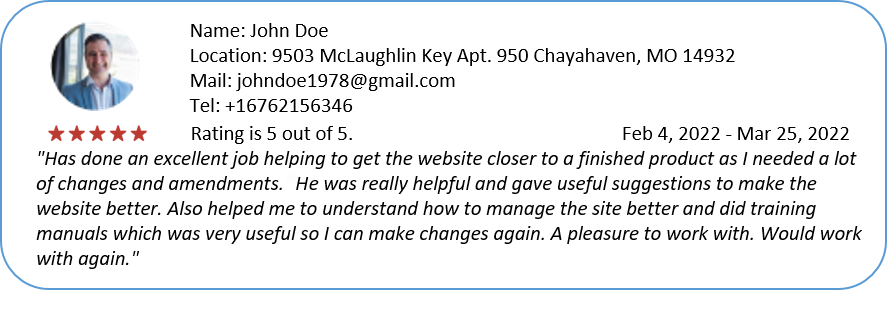 Name: John Doe
Location: 9503 McLaughlin Key Apt. 950 Chayahaven, MO 14932
Mail: johndoe1978@gmail.com
Tel: +16762156346
Rating is 5 out of 5. Feb 4, 2022 - Mar 25, 2022
"Has done an excellent job helping to get the website closer to a finished product as I needed a lot
of changes and amendments.  He was really helpful and gave useful suggestions to make the
website better. Also helped me to understand how to manage the site better and did training
manuals which was very useful so I can make changes again. A pleasure to work with. Would work
with again."